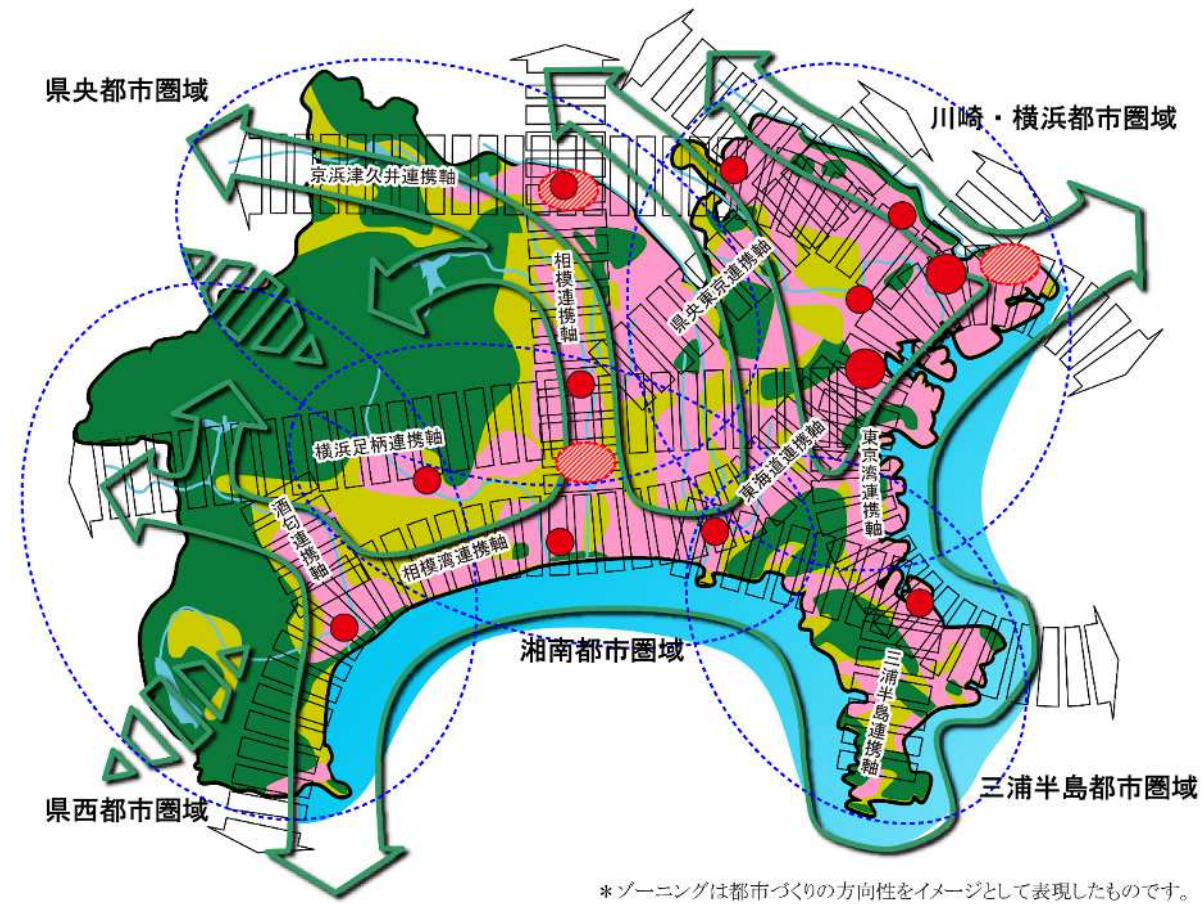 県央都市圏域
川崎・横浜都市圏域
京浜津久井連携軸
相模連携軸
県央東京連携軸
横浜足柄連携軸
東海道連携軸
東京湾連携軸
酒匂連携軸
相模湾連携軸
湘南都市圏域
三浦半島連携軸
三浦半島都市圏域
県西都市圏域
＊ゾーニングは都市づくりの方向性をイメージとして表現したものです。